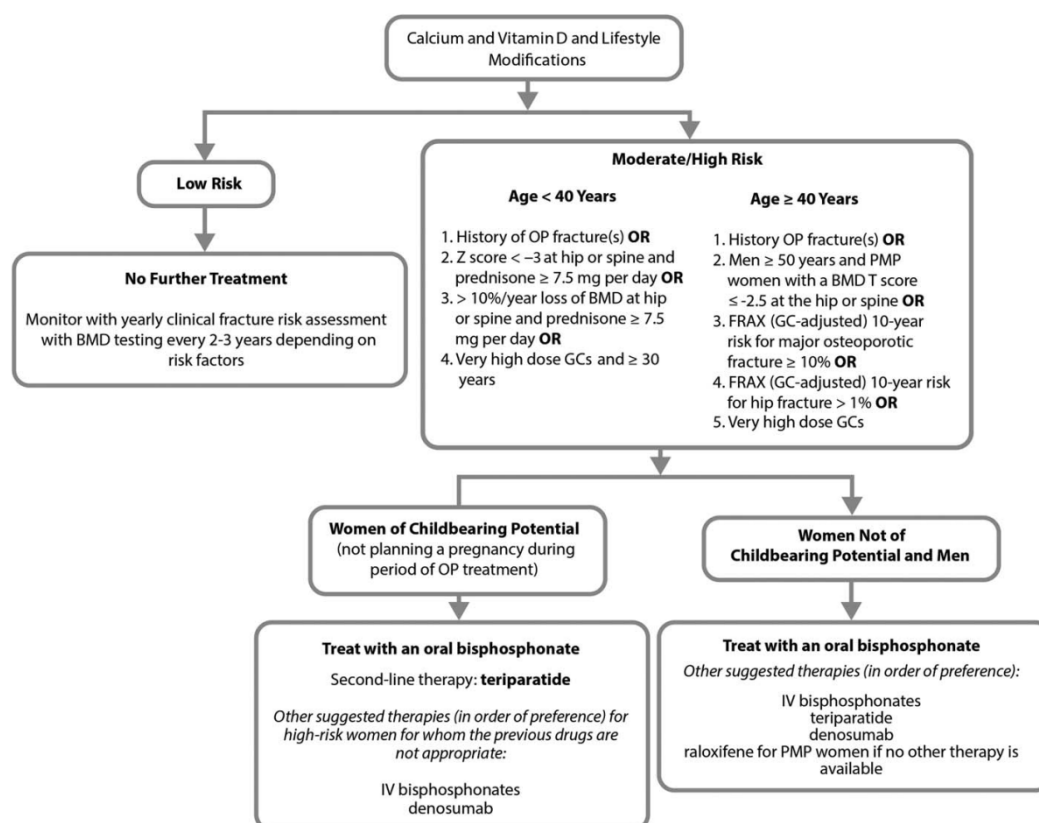 Calcium and Vitamin D and Lifestyle
Modifications
Low Risk
No Further Treatment
Monitor with yearly clinical fracture risk assessment
with BMD testing every 2-3 years depending on
risk factors
Moderate/High Risk
Age < 40 Years
1. History of OP fracture(s) OR
2. Z score < –3 at hip or spine and
prednisone ≥ 7.5 mg per day OR
3. > 10%/year loss of BMD at hip
or spine and prednisone ≥ 7.5
mg per day OR
4. Very high dose GCs and ≥ 30
years
Age ≥ 40 Years
1. History OP fracture(s) OR
2. Men ≥ 50 years and PMP
women with a BMD T score
≤ -2.5 at the hip or spine OR
3. FRAX (GC-adjusted) 10-year
risk for major osteoporotic
fracture ≥ 10% OR
4. FRAX (GC-adjusted) 10-year risk
for hip fracture > 1% OR
5. Very high dose GCs
Women of Childbearing Potential
(not planning a pregnancy during
period of OP treatment)
Treat with an oral bisphosphonate
Second-line therapy: teriparatide
Other suggested therapies (in order of preference) for
high-risk women for whom the previous drugs are
not appropriate:
IV bisphosphonates
denosumab
Women Not of
Childbearing Potential and Men
Treat with an oral bisphosphonate
Other suggested therapies (in order of preference):
IV bisphosphonates
teriparatide
denosumab
raloxifene for PMP women if no other therapy is
available